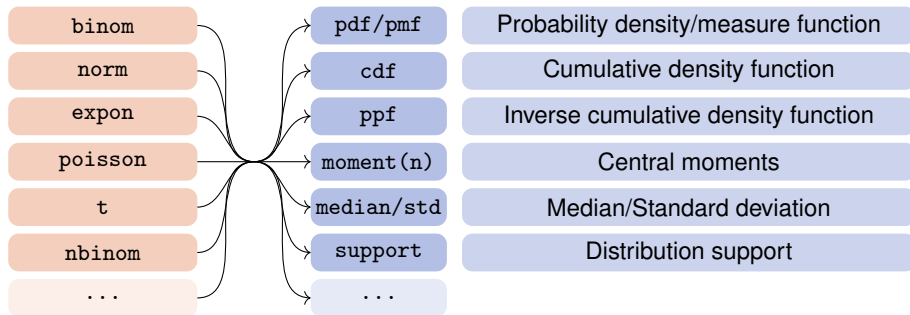 binom pdf/pmf Probability density/measure function
norm cdf Cumulative density function
expon ppf Inverse cumulative density function
poisson moment(n) Central moments
t median/std Median/Standard deviation
nbinom support Distribution support
... ...